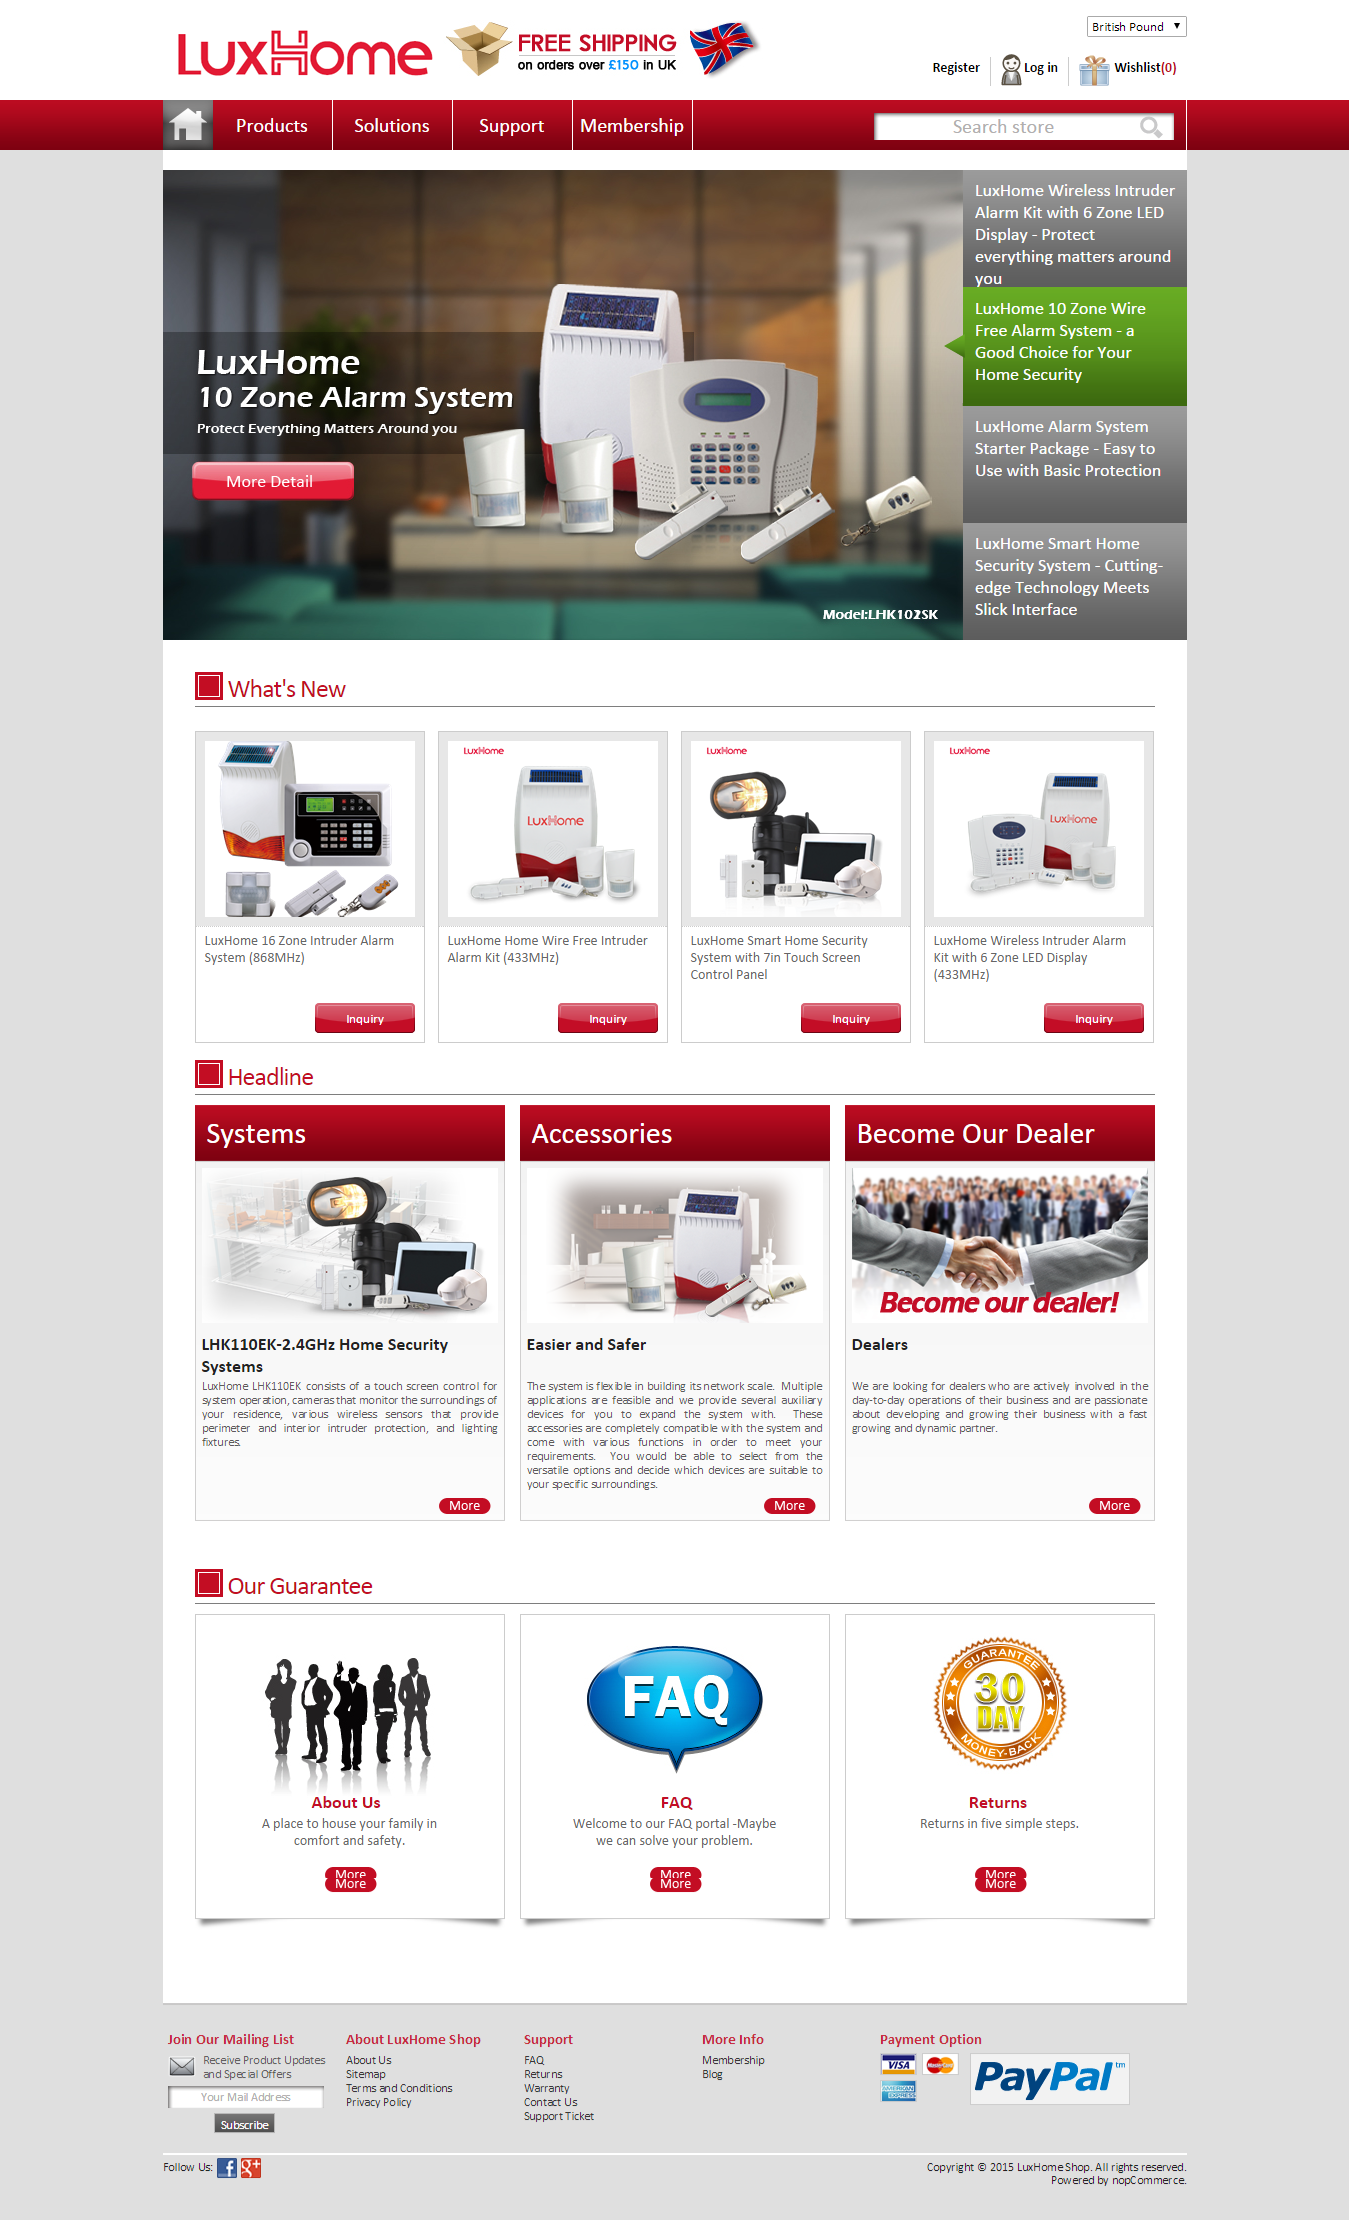 LuxHome
FREE SHIPPING
on orders over £150 in UK
British Pound
Register
Log in
Wishlist(0)
Products
Solutions
Support
Membership
Search store
LuxHome
10 Zone Alarm System
Protect Everything Matters Around you
More Detail
Model:LHK102SK
LuxHome Wireless Intruder
Alarm Kit with 6 Zone LED
Display - Protect
everything matters around
you
LuxHome 10 Zone Wire
Free Alarm System - a
Good Choice for Your
Home Security
LuxHome Alarm System
Starter Package - Easy to
Use with Basic Protection
LuxHome Smart Home
Security System - Cutting-
edge Technology Meets
Slick Interface
What's New
LuxHome 16 Zone Intruder Alarm
System (868MHz)
Inquiry
LuxHome
LuxHome
LuxHome Home Wire Free Intruder
Alarm Kit (433MHz)
Inquiry
LuxHome
LuxHome Smart Home Security
System with 7in Touch Screen
Control Panel
Inquiry
LuxHome
LuxHome
LuxHome Wireless Intruder Alarm
Kit with 6 Zone LED Display
(433MHz)
Inquiry
Headline
Systems
LHK110EK-2.4GHz Home Security
Systems
LuxHome LHK110EK consists of a touch screen control for
system operation, cameras that monitor the surroundings of
your residence, various wireless sensors that provide
perimeter and interior intruder protection, and lighting
fixtures.
More
Accessories
Easier and Safer
The system is flexible in building its network scale. Multiple
applications are feasible and we provide several auxiliary
devices for you to expand the system with. These
accessories are completely compatible with the system and
come with various functions in order to meet your
requirements. You would be able to select from the
versatile options and decide which devices are suitable to
your specific surroundings.
More
Become Our Dealer
Become our dealer!
Dealers
We are looking for dealers who are actively involved in the
day-to-day operations of their business and are passionate
about developing and growing their business with a fast
growing and dynamic partner.
More
Our Guarantee
About Us
A place to house your family in
comfort and safety.
More
More
FAQ
FAQ
Welcome to our FAQ portal -Maybe
we can solve your problem.
More
More
GUARANTEE
30
DAY
MONEY-BACK
Returns
Returns in five simple steps.
More
More
Join Our Mailing List
Receive Product Updates
and Special Offers
Your Mail Address
Subscribe
About LuxHome Shop
About Us
Sitemap
Terms and Conditions
Privacy Policy
Support
FAQ
Returns
Warranty
Contact Us
Support Ticket
More Info
Membership
Blog
Payment Option
VISA
MasterCard
AMERICAN
EXPRESS
PayPal™
Follow Us:
Copyright © 2015 LuxHome Shop. All rights reserved.
Powered by nopCommerce.